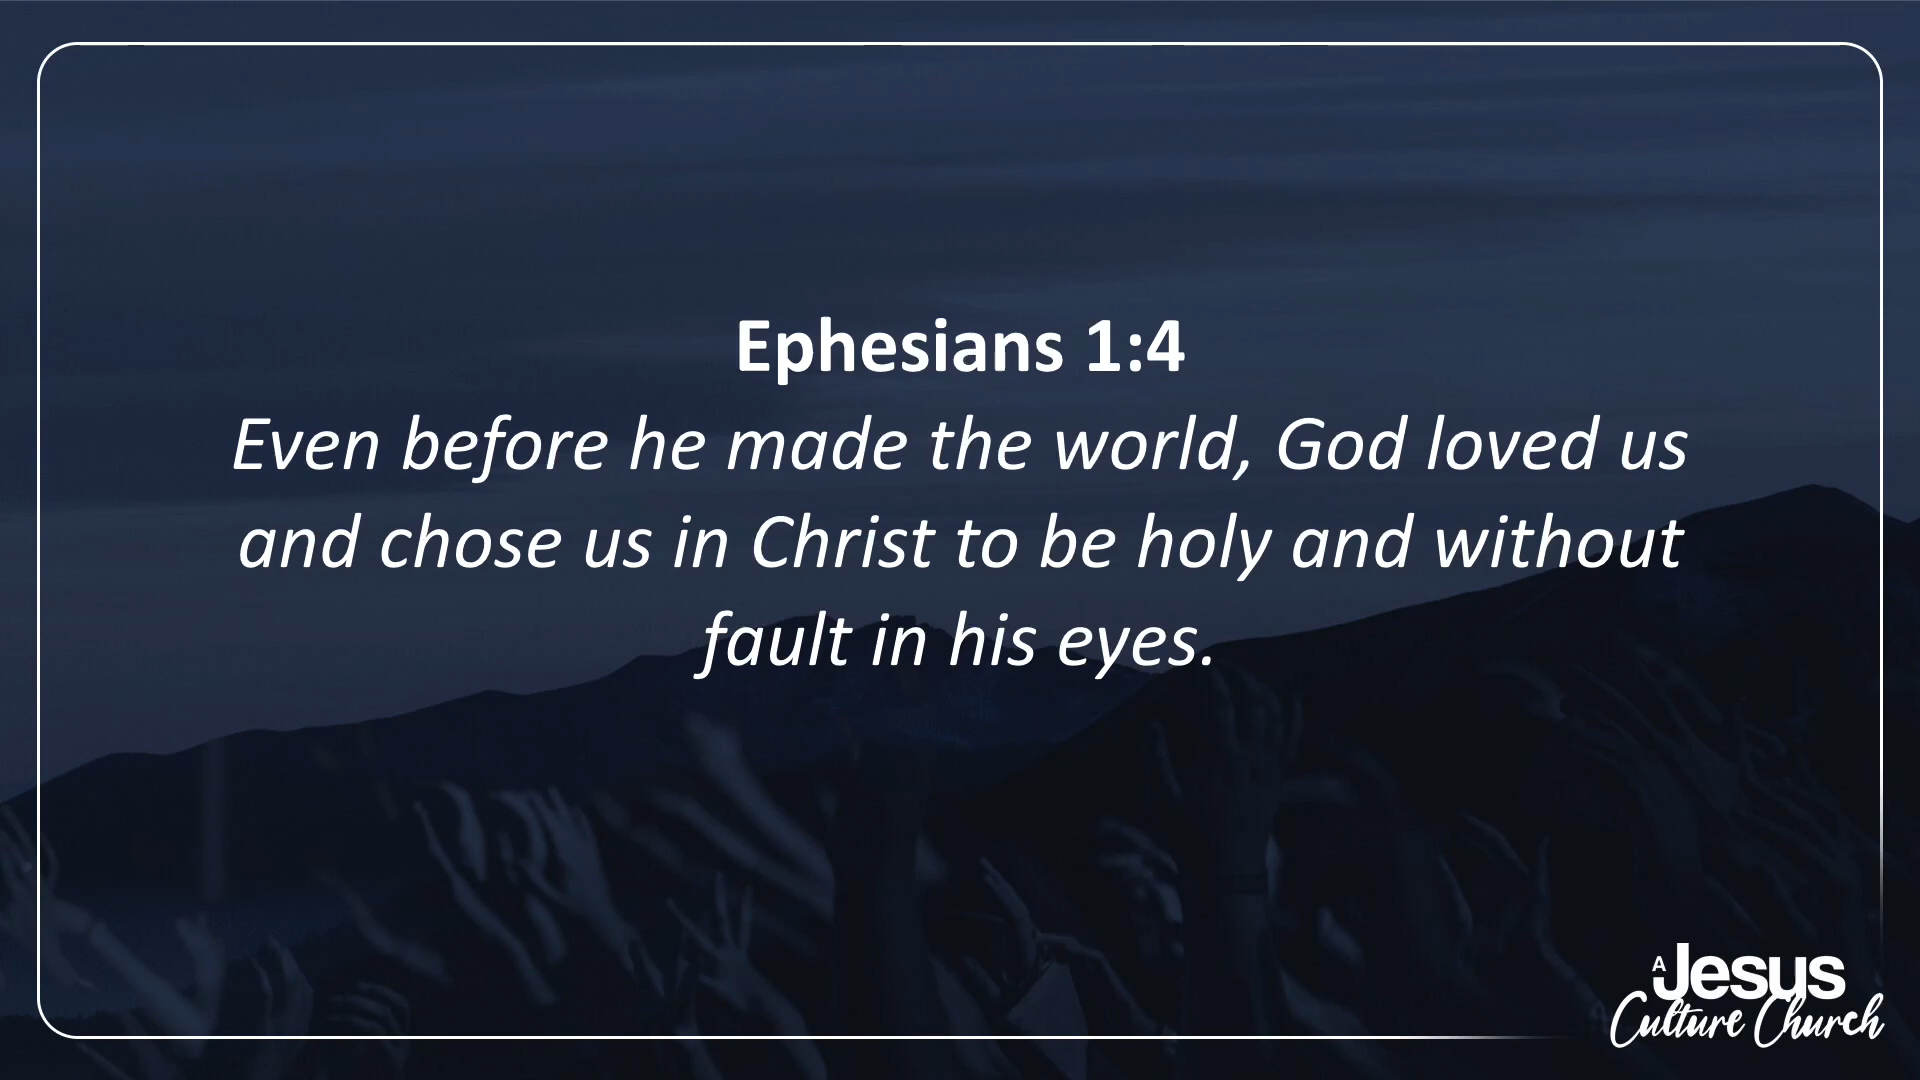 Ephesians 1:4
Even before he made the world, God loved us
and chose us in Christ to be holy and without
fault in his eyes.
A Jesus
Culture Church